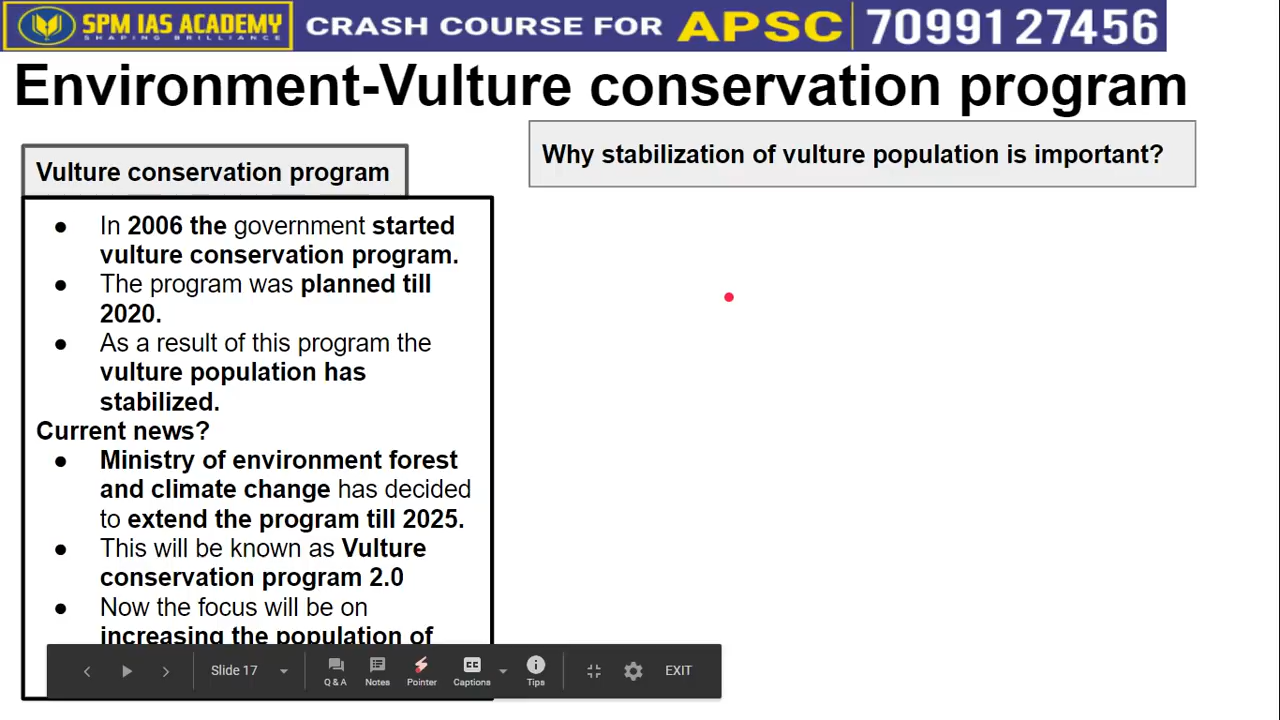 SPM IAS ACADEMY
SHAPING BRILLIANCE
CRASH COURSE FOR APSC 70991 27456
Environment-Vulture conservation program
Vulture conservation program
Why stabilization of vulture population is important?
● In 2006 the government started
vulture conservation program.
● The program was planned till
2020.
● As a result of this program the
vulture population has
stabilized.
Current news?
● Ministry of environment forest
and climate change has decided
to extend the program till 2025.
● This will be known as Vulture
conservation program 2.0
● Now the focus will be on
increasing the population of
Slide 17
Q & A
Notes
Pointer
CC
Captions
Tips
EXIT